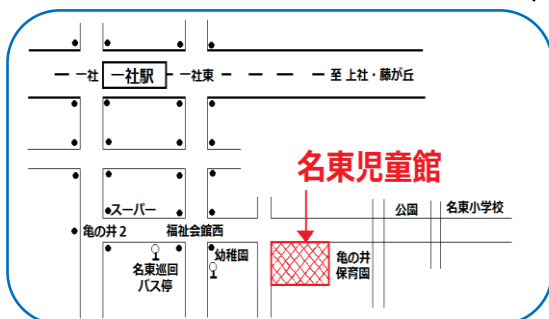 一社
一社駅
一社東
至 上社・藤が丘
名東児童館
スーパー
公園
名東小学校
亀の井2
福祉会館西
名東巡回
バス停
幼稚園
亀の井
保育園